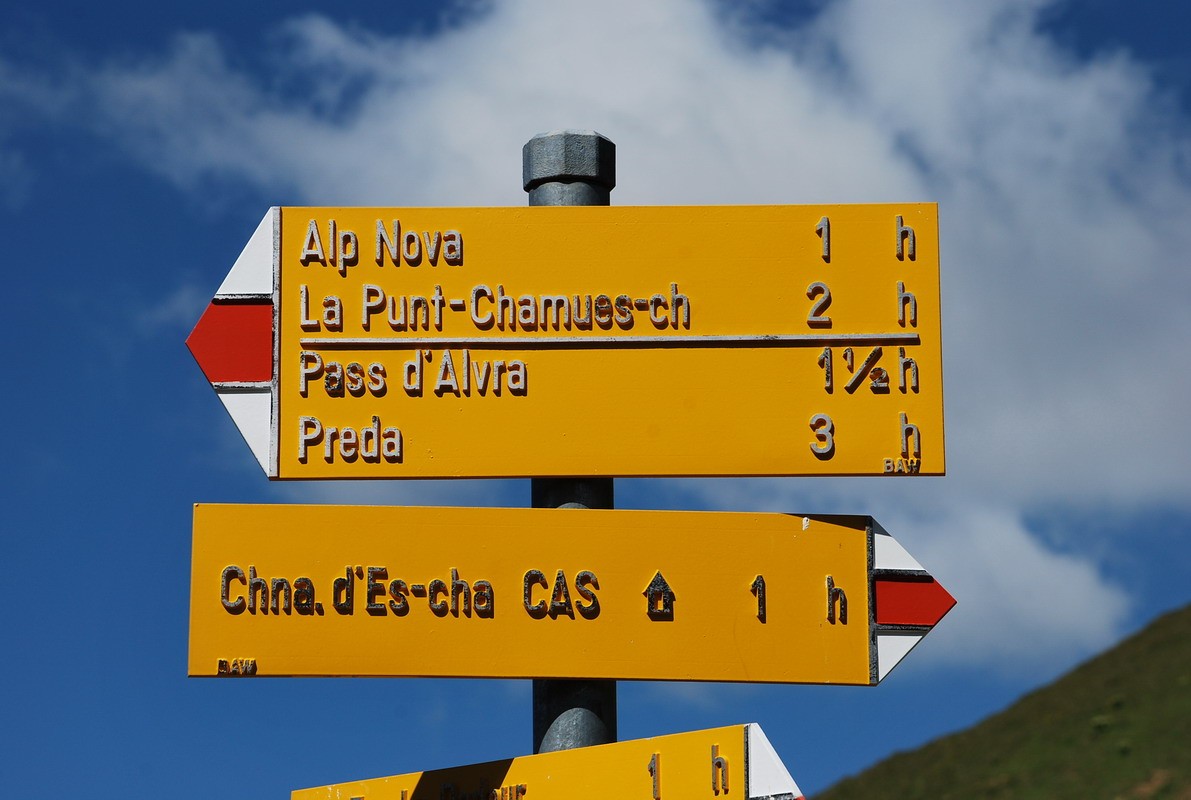 Alp Nova 1 h
La Punt-Chamues-ch 2 h
Pass d'Alvra 1½ h
Preda 3 h
BAW
Chna. d'Es-cha CAS 1 h
BAW
1 h